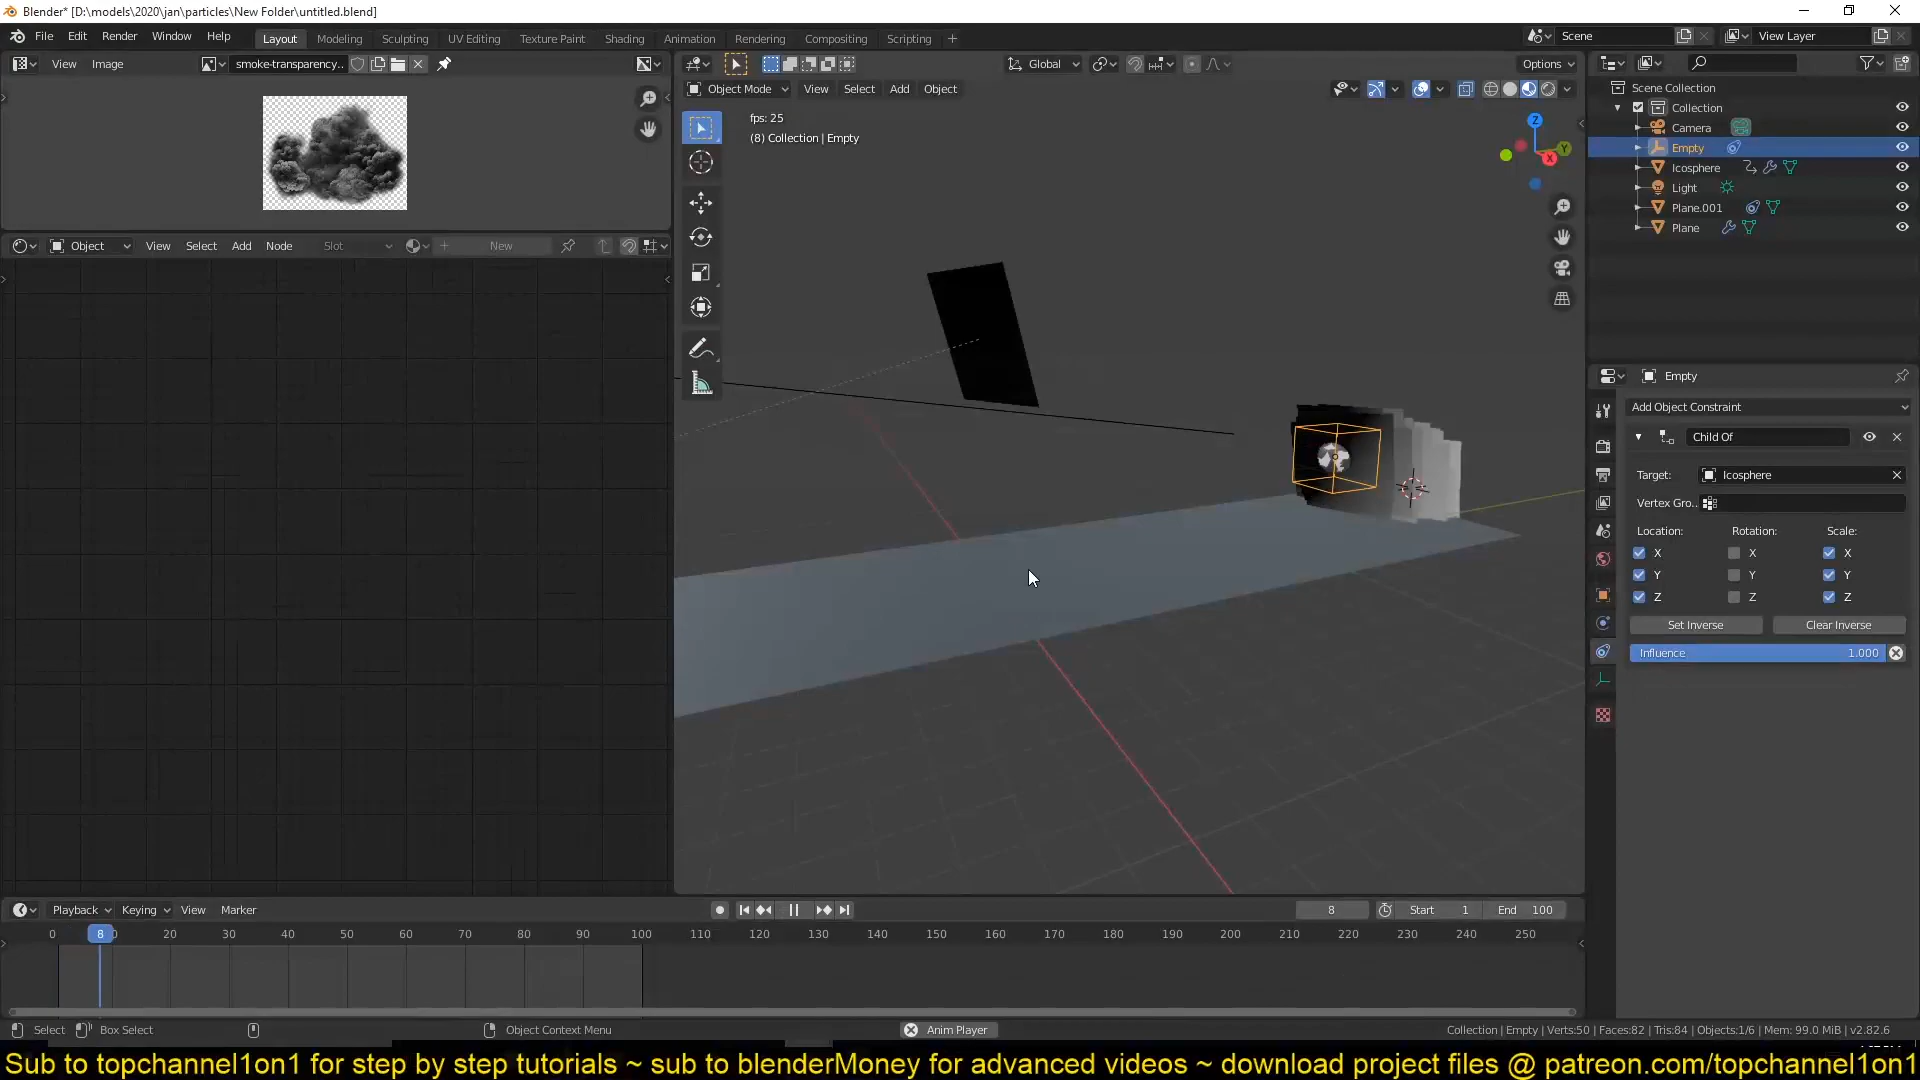 Blender* [D:\models\2020\jan\particles\New Folder\untitled.blend]
File Edit Render Window Help
Layout Modeling Sculpting UV Editing Texture Paint Shading Animation Rendering Compositing Scripting
Scene
View Layer
View Image
smoke-transparency..
Global
Options
Object Mode View Select Add Object
fps: 25
(8) Collection | Empty
Z
Y
X
Scene Collection
Collection
Camera
Empty
Icosphere
Light
Plane.001
Plane
Object View Select Add Node Slot New
Empty
Add Object Constraint
Child Of
Target: Icosphere
Vertex Gro..
Location: Rotation: Scale:
X X X
Y Y Y
Z Z Z
Set Inverse Clear Inverse
Influence 1.000
Playback Keying View Marker
8 Start 1 End 100
0 8 20 30 40 50 60 70 80 90 100 110 120 130 140 150 160 170 180 190 200 210 220 230 240 250
Select Box Select Object Context Menu Anim Player
Collection | Empty | Verts:50 | Faces:82 | Tris:84 | Objects:1/6 | Mem: 99.0 MiB | v2.82.6
Sub to topchannel1on1 for step by step tutorials ~ sub to blenderMoney for advanced videos ~ download project files @ patreon.com/topchannel1on1